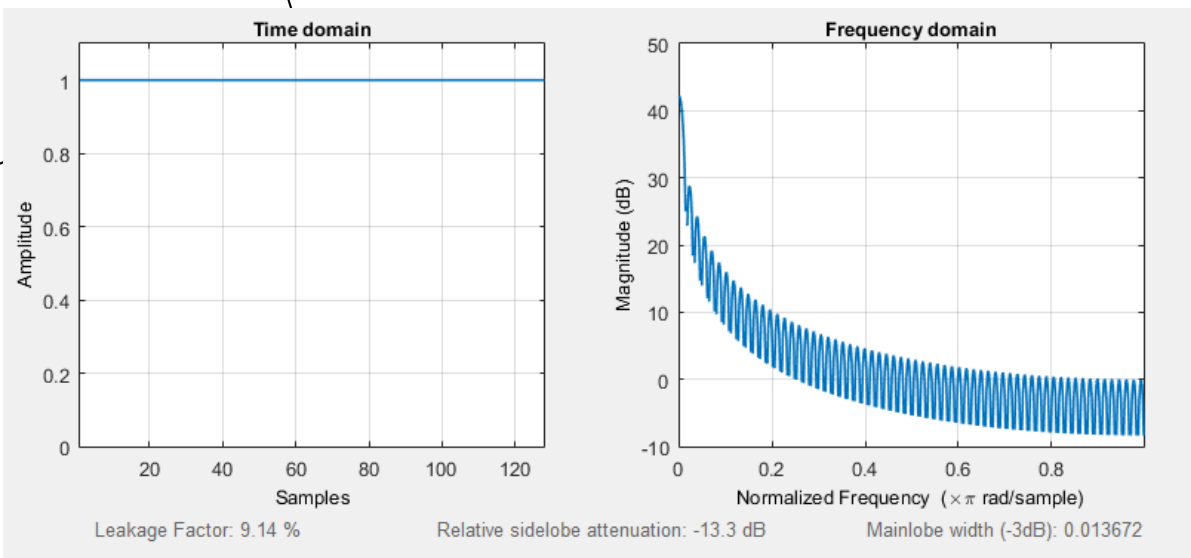 Time domain
Amplitude
1
0.8
0.6
0.4
0.2
0
20 40 60 80 100 120
Samples
Frequency domain
Magnitude (dB)
50
40
30
20
10
0
-10
0 0.2 0.4 0.6 0.8
Normalized Frequency (×π rad/sample)
Leakage Factor: 9.14 %
Relative sidelobe attenuation: -13.3 dB
Mainlobe width (-3dB): 0.013672